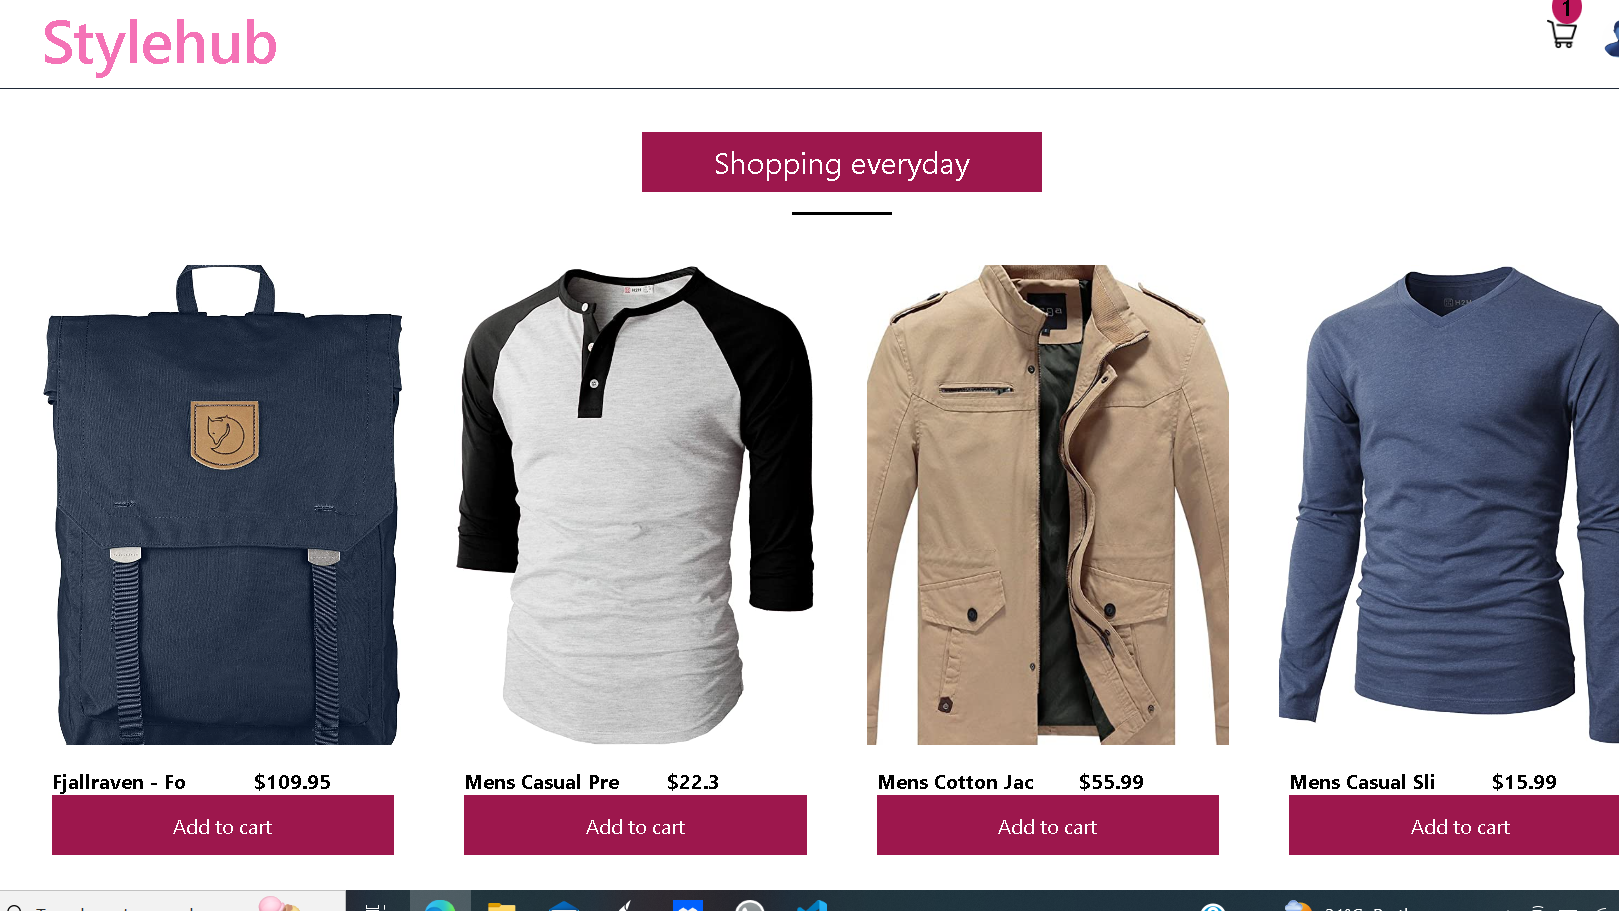 Stylehub
1
Shopping everyday
Fjallraven - Fo $109.95
Mens Casual Pre $22.3
Mens Cotton Jac $55.99
Mens Casual Sli $15.99
Add to cart
Add to cart
Add to cart
Add to cart